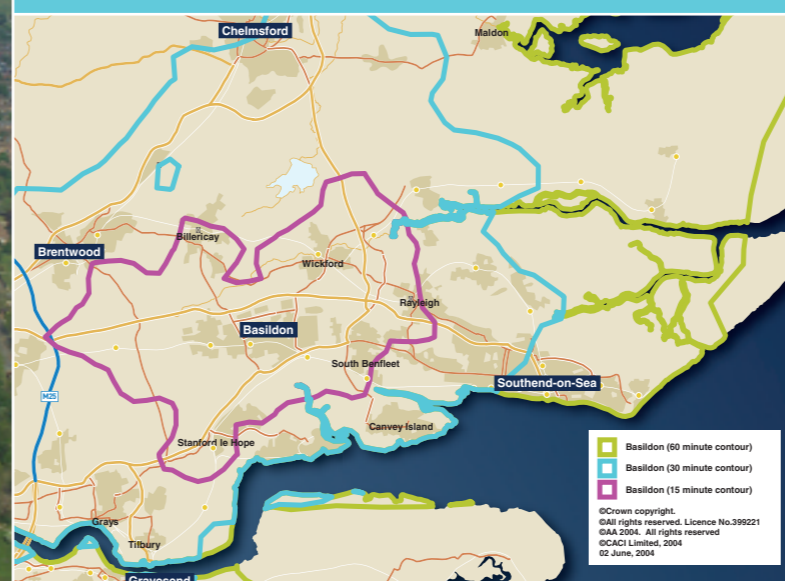 Chelmsford
Maldon
Billericay
Brentwood
Wickford
Rayleigh
Basildon
South Benfleet
Southend-on-Sea
M25
Canvey Island
Stanford le Hope
Grays
Tilbury
Gravesend
Basildon (60 minute contour)
Basildon (30 minute contour)
Basildon (15 minute contour)
©Crown copyright.
©All rights reserved. Licence No.399221
©AA 2004. All rights reserved
©CACI Limited, 2004
02 June, 2004